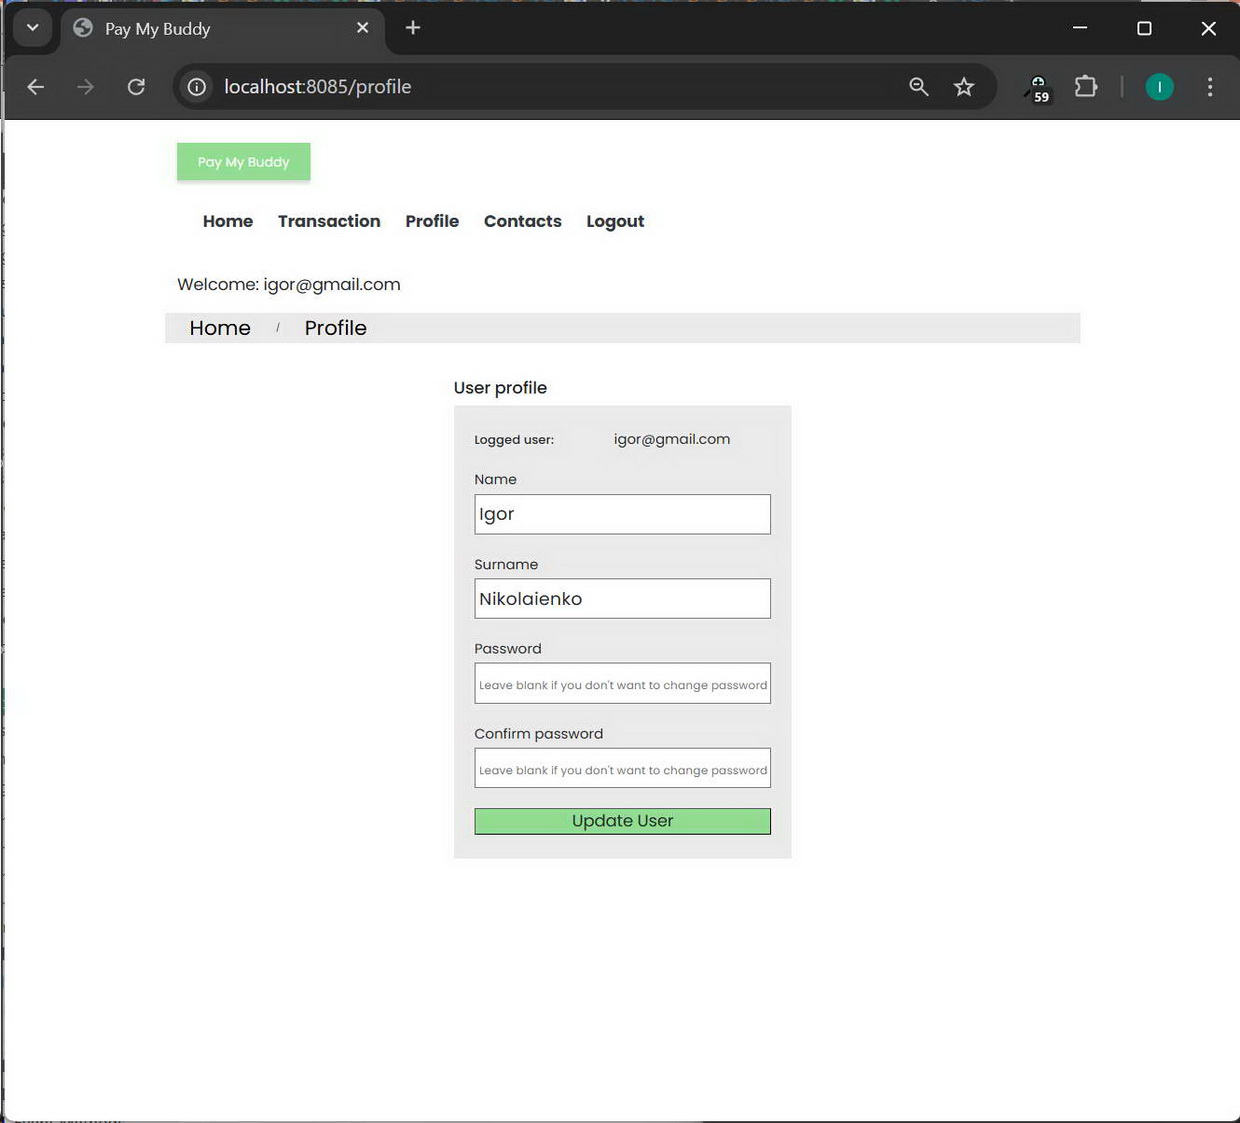 Pay My Buddy
localhost:8085/profile
59
I
Pay My Buddy
Home Transaction Profile Contacts Logout
Welcome: igor@gmail.com
Home / Profile
User profile
Logged user: igor@gmail.com
Name
Igor
Surname
Nikolaienko
Password
Leave blank if you don't want to change password
Confirm password
Leave blank if you don't want to change password
Update User